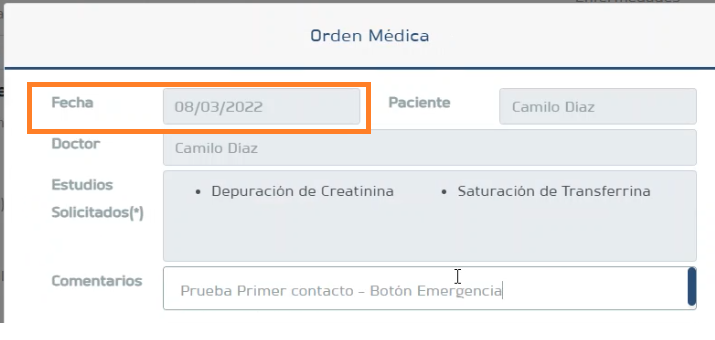 Orden Médica
Fecha 08/03/2022 Paciente Camilo Díaz
Doctor Camilo Díaz
Estudios Solicitados(*) • Depuración de Creatinina • Saturación de Transferrina
Comentarios Prueba Primer contacto - Botón Emergencia